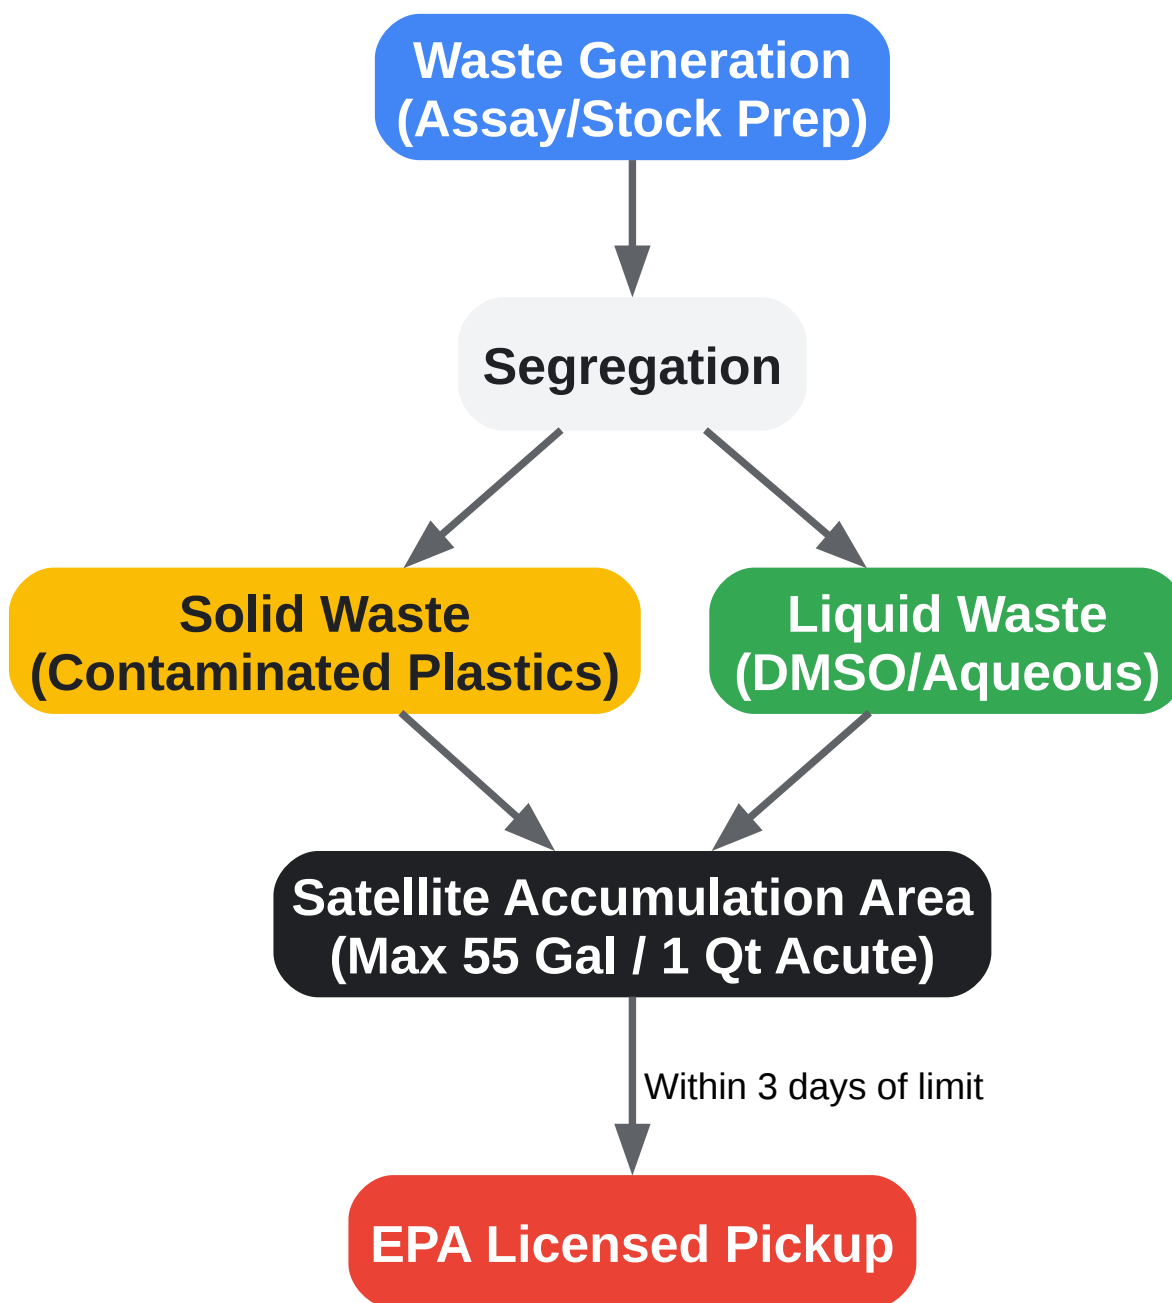 Waste Generation
(Assay/Stock Prep)
Segregation
Solid Waste
(Contaminated Plastics)
Liquid Waste
(DMSO/Aqueous)
Satellite Accumulation Area
(Max 55 Gal / 1 Qt Acute)
Within 3 days of limit
EPA Licensed Pickup